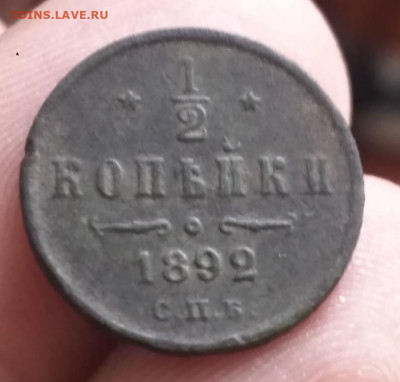 COINS.LAVE.RU
1/2
КОПѢЙКИ
1892
С.П.Б.